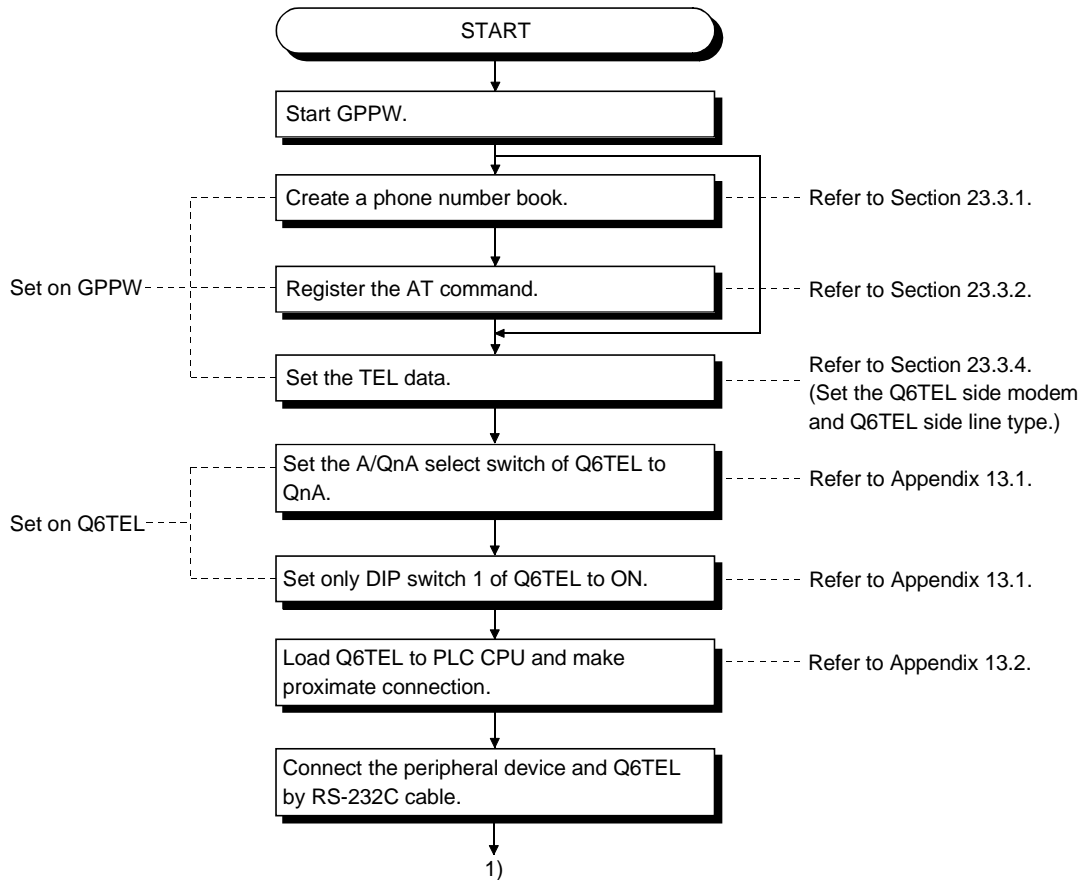 START
Start GPPW.
Create a phone number book.
Refer to Section 23.3.1.
Set on GPPW
Register the AT command.
Refer to Section 23.3.2.
Set the TEL data.
Refer to Section 23.3.4.
(Set the Q6TEL side modem
and Q6TEL side line type.)
Set the A/QnA select switch of Q6TEL to
QnA.
Refer to Appendix 13.1.
Set on Q6TEL
Set only DIP switch 1 of Q6TEL to ON.
Refer to Appendix 13.1.
Load Q6TEL to PLC CPU and make
proximate connection.
Refer to Appendix 13.2.
Connect the peripheral device and Q6TEL
by RS-232C cable.
1)